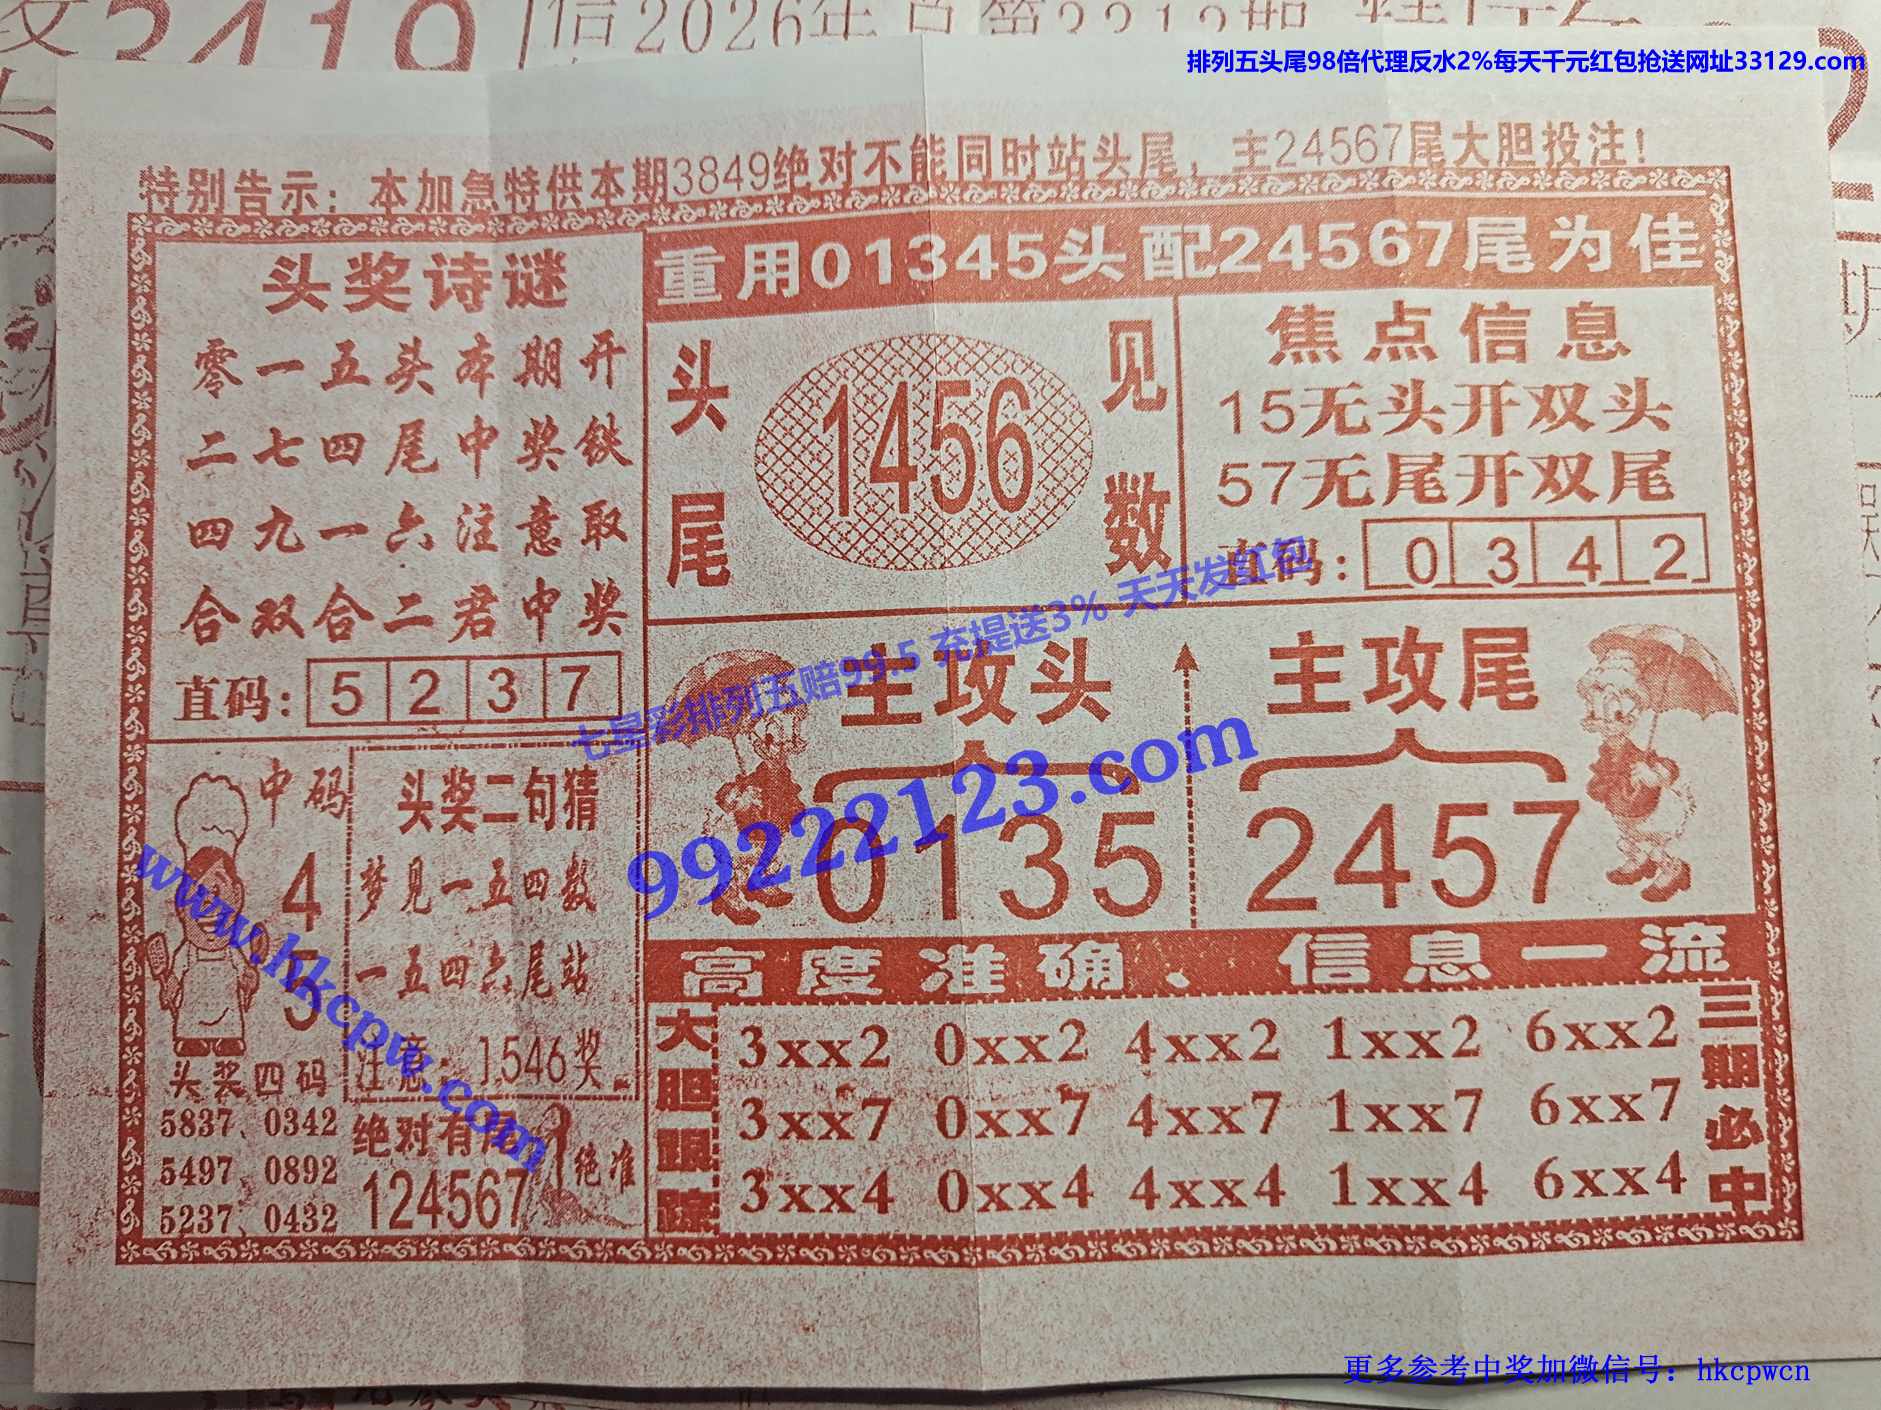 排列五头尾98倍代理反水2%每天千元红包抢送网址33129.com
特别告示：本加急特供本期3849绝对不能同时站头尾，主24567尾大胆投注！
头奖诗谜
零一五头本期开
二七四尾中奖铁
四九一六注意取
合双合二君中奖
直码：5237
重用01345头配24567尾为佳
头尾
1456
见数
焦点信息
15无头开双头
57无尾开双尾
直码：0342
七星彩排列五赔99.5 充提送3% 天天发红包
99222123.com
主攻头
0135
主攻尾
2457
中码
4
5
头奖四码
5837、0342
5497、0892
5237、0432
头奖二句猜
梦见一五四数
一五四六尾站
注意：1546奖
绝对有
124567
绝准
www.hkcpw.com
高度准确、信息一流
大胆跟踪
3xx2 0xx2 4xx2 1xx2 6xx2
3xx7 0xx7 4xx7 1xx7 6xx7
3xx4 0xx4 4xx4 1xx4 6xx4
三期必中
更多参考中奖加微信号：hkcpwcn